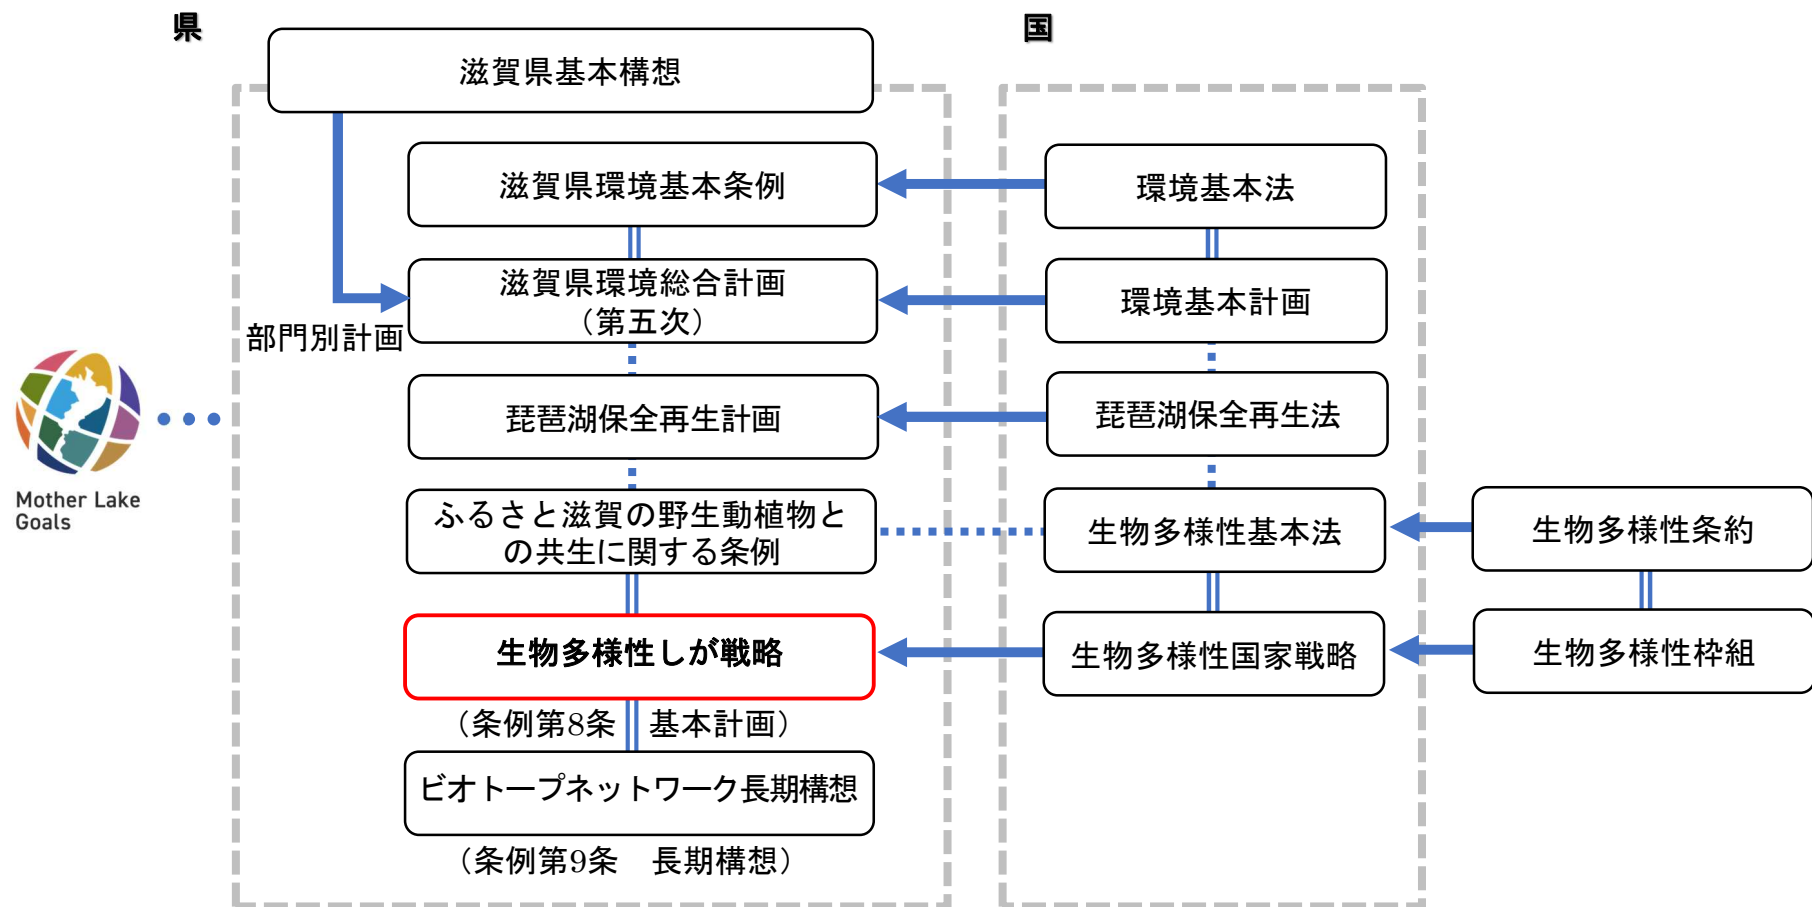 県
国
滋賀県基本構想
滋賀県環境基本条例
環境基本法
滋賀県環境総合計画
（第五次）
環境基本計画
部門別計画
琵琶湖保全再生計画
琵琶湖保全再生法
Mother Lake
Goals
ふるさと滋賀の野生動植物と
の共生に関する条例
生物多様性基本法
生物多様性条約
生物多様性しが戦略
生物多様性国家戦略
生物多様性枠組
（条例第8条　基本計画）
ビオトープネットワーク長期構想
（条例第9条　長期構想）